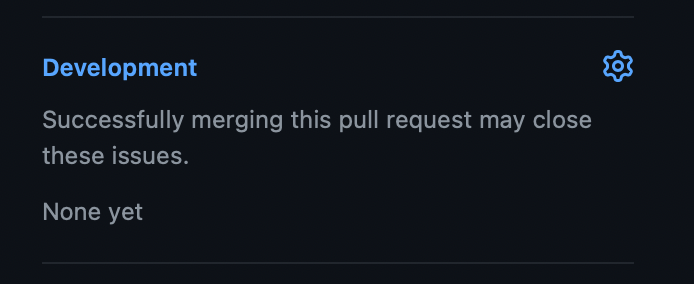 Development
Successfully merging this pull request may close
these issues.
None yet